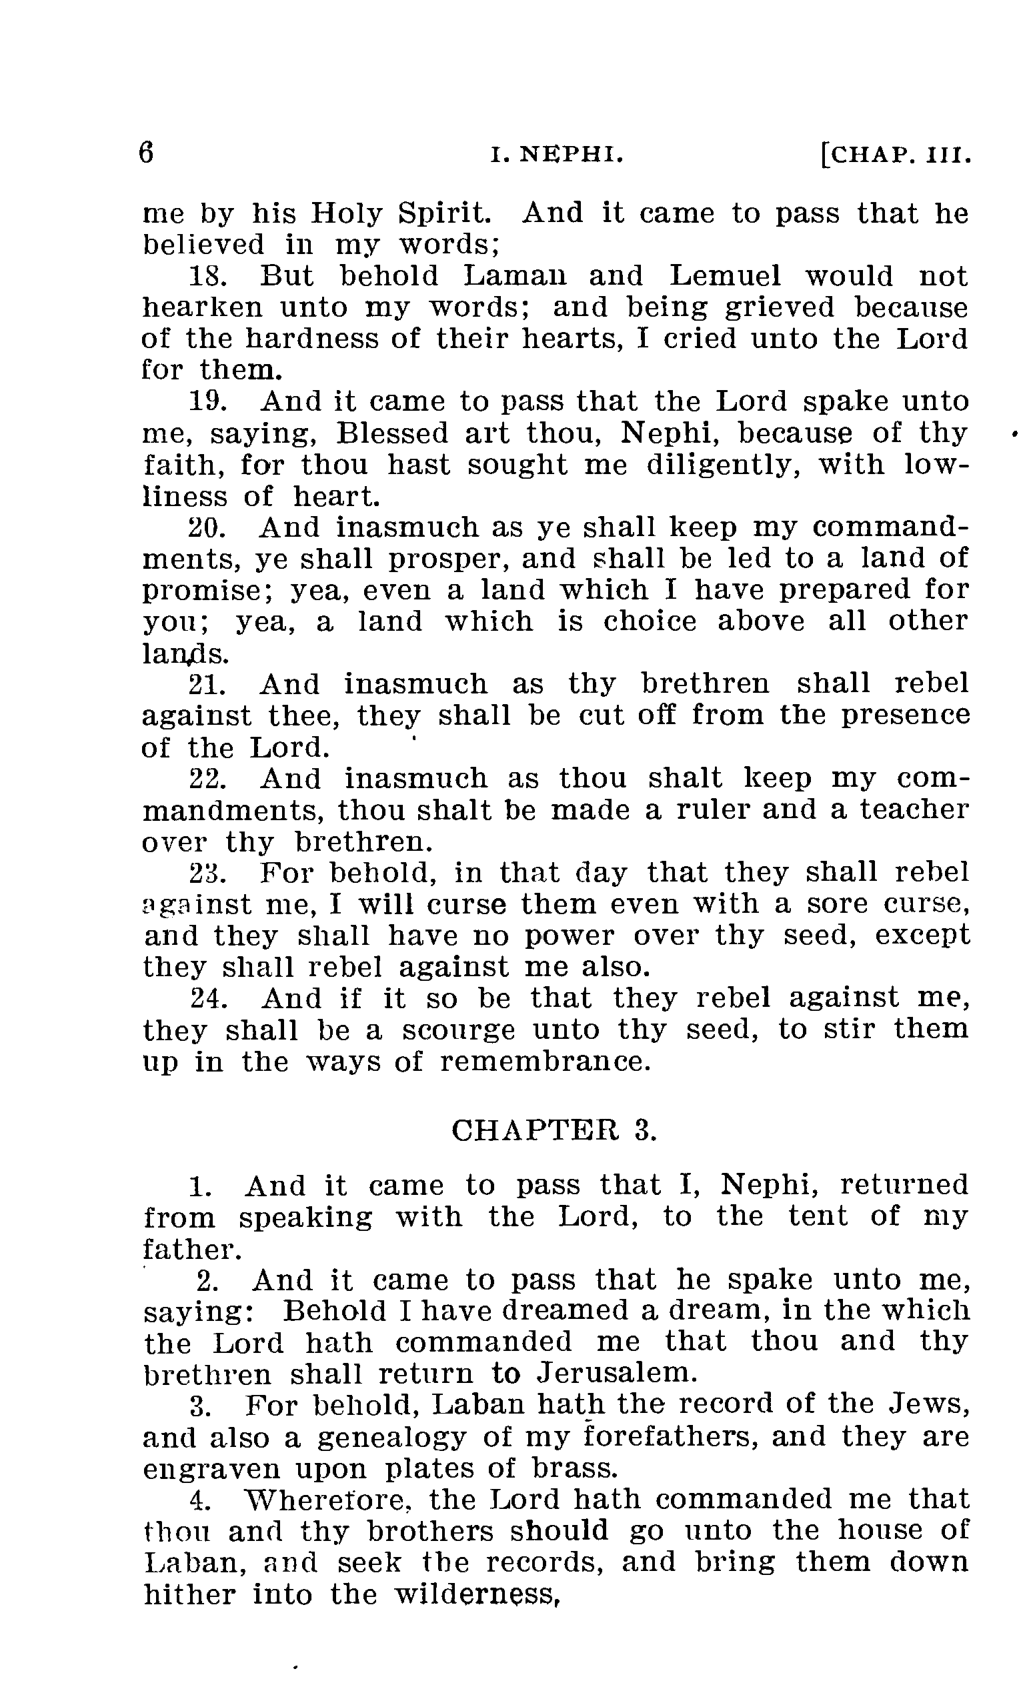 6 I. NEPHI. [CHAP. III.
me by his Holy Spirit. And it came to pass that he
believed in my words;
18. But behold Laman and Lemuel would not
hearken unto my words; and being grieved because
of the hardness of their hearts, I cried unto the Lord
for them.
19. And it came to pass that the Lord spake unto
me, saying, Blessed art thou, Nephi, because of thy
faith, for thou hast sought me diligently, with low-
liness of heart.
20. And inasmuch as ye shall keep my command-
ments, ye shall prosper, and shall be led to a land of
promise; yea, even a land which I have prepared for
you; yea, a land which is choice above all other
lands.
21. And inasmuch as thy brethren shall rebel
against thee, they shall be cut off from the presence
of the Lord.
22. And inasmuch as thou shalt keep my com-
mandments, thou shalt be made a ruler and a teacher
over thy brethren.
23. For behold, in that day that they shall rebel
against me, I will curse them even with a sore curse,
and they shall have no power over thy seed, except
they shall rebel against me also.
24. And if it so be that they rebel against me,
they shall be a scourge unto thy seed, to stir them
up in the ways of remembrance.
CHAPTER 3.
1. And it came to pass that I, Nephi, returned
from speaking with the Lord, to the tent of my
father.
2. And it came to pass that he spake unto me,
saying: Behold I have dreamed a dream, in the which
the Lord hath commanded me that thou and thy
brethren shall return to Jerusalem.
3. For behold, Laban hath the record of the Jews,
and also a genealogy of my forefathers, and they are
engraven upon plates of brass.
4. Wherefore, the Lord hath commanded me that
thou and thy brothers should go unto the house of
Laban, and seek the records, and bring them down
hither into the wilderness,